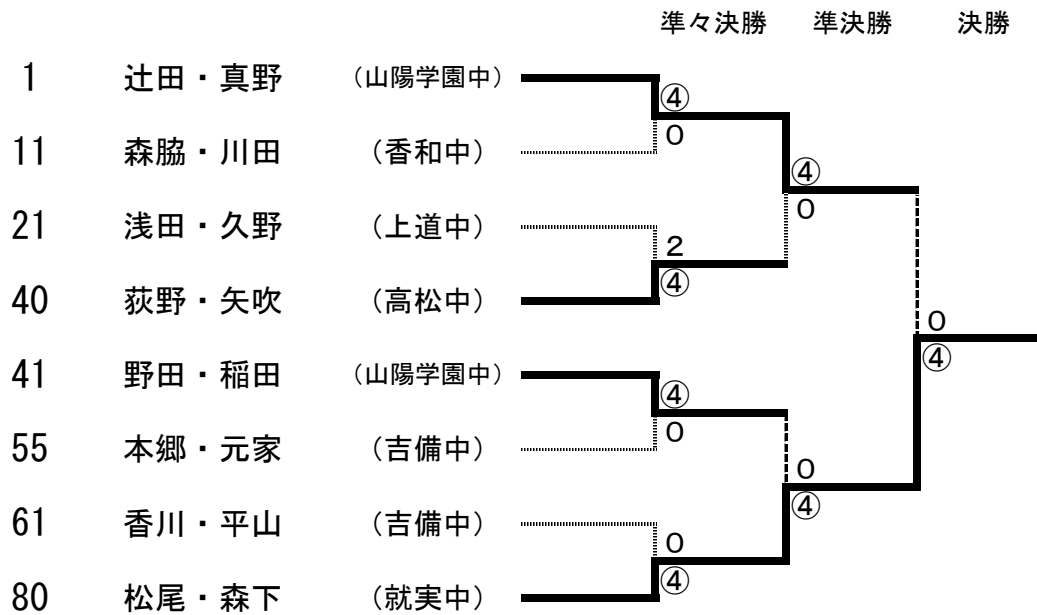 準々決勝 準決勝 決勝
1 辻田・真野 (山陽学園中)
④
0
11 森脇・川田 (香和中)
④
0
21 浅田・久野 (上道中)
2
④
40 荻野・矢吹 (高松中)
0
④
41 野田・稲田 (山陽学園中)
④
0
55 本郷・元家 (吉備中)
0
④
61 香川・平山 (吉備中)
0
④
80 松尾・森下 (就実中)